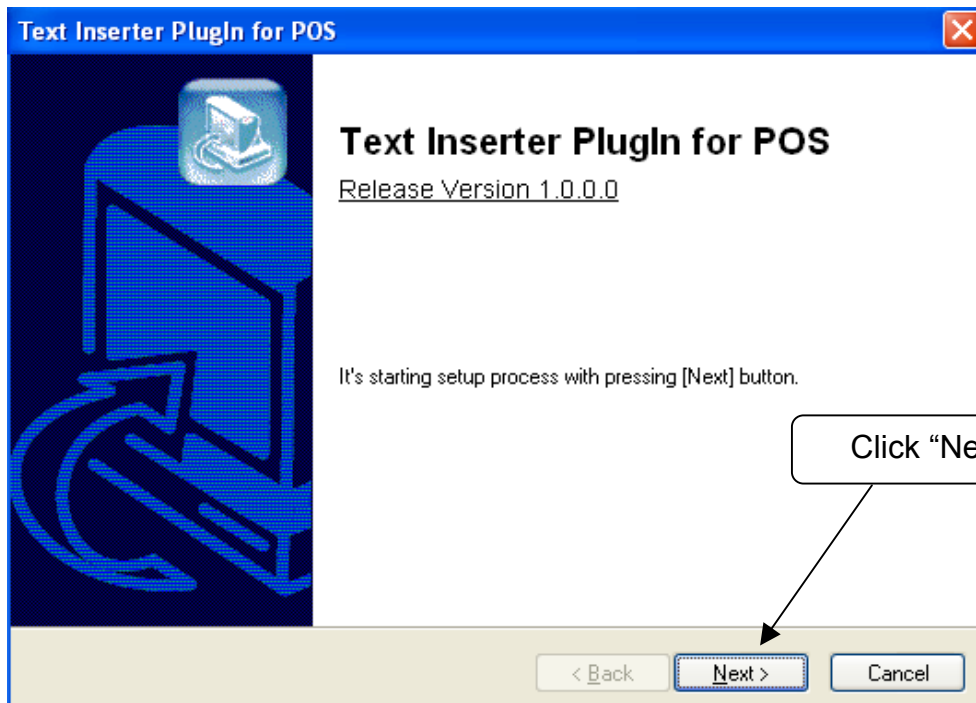 Text Inserter PlugIn for POS
Text Inserter PlugIn for POS
Release Version 1.0.0.0
It's starting setup process with pressing [Next] button.
Click “Ne
< Back
Next >
Cancel